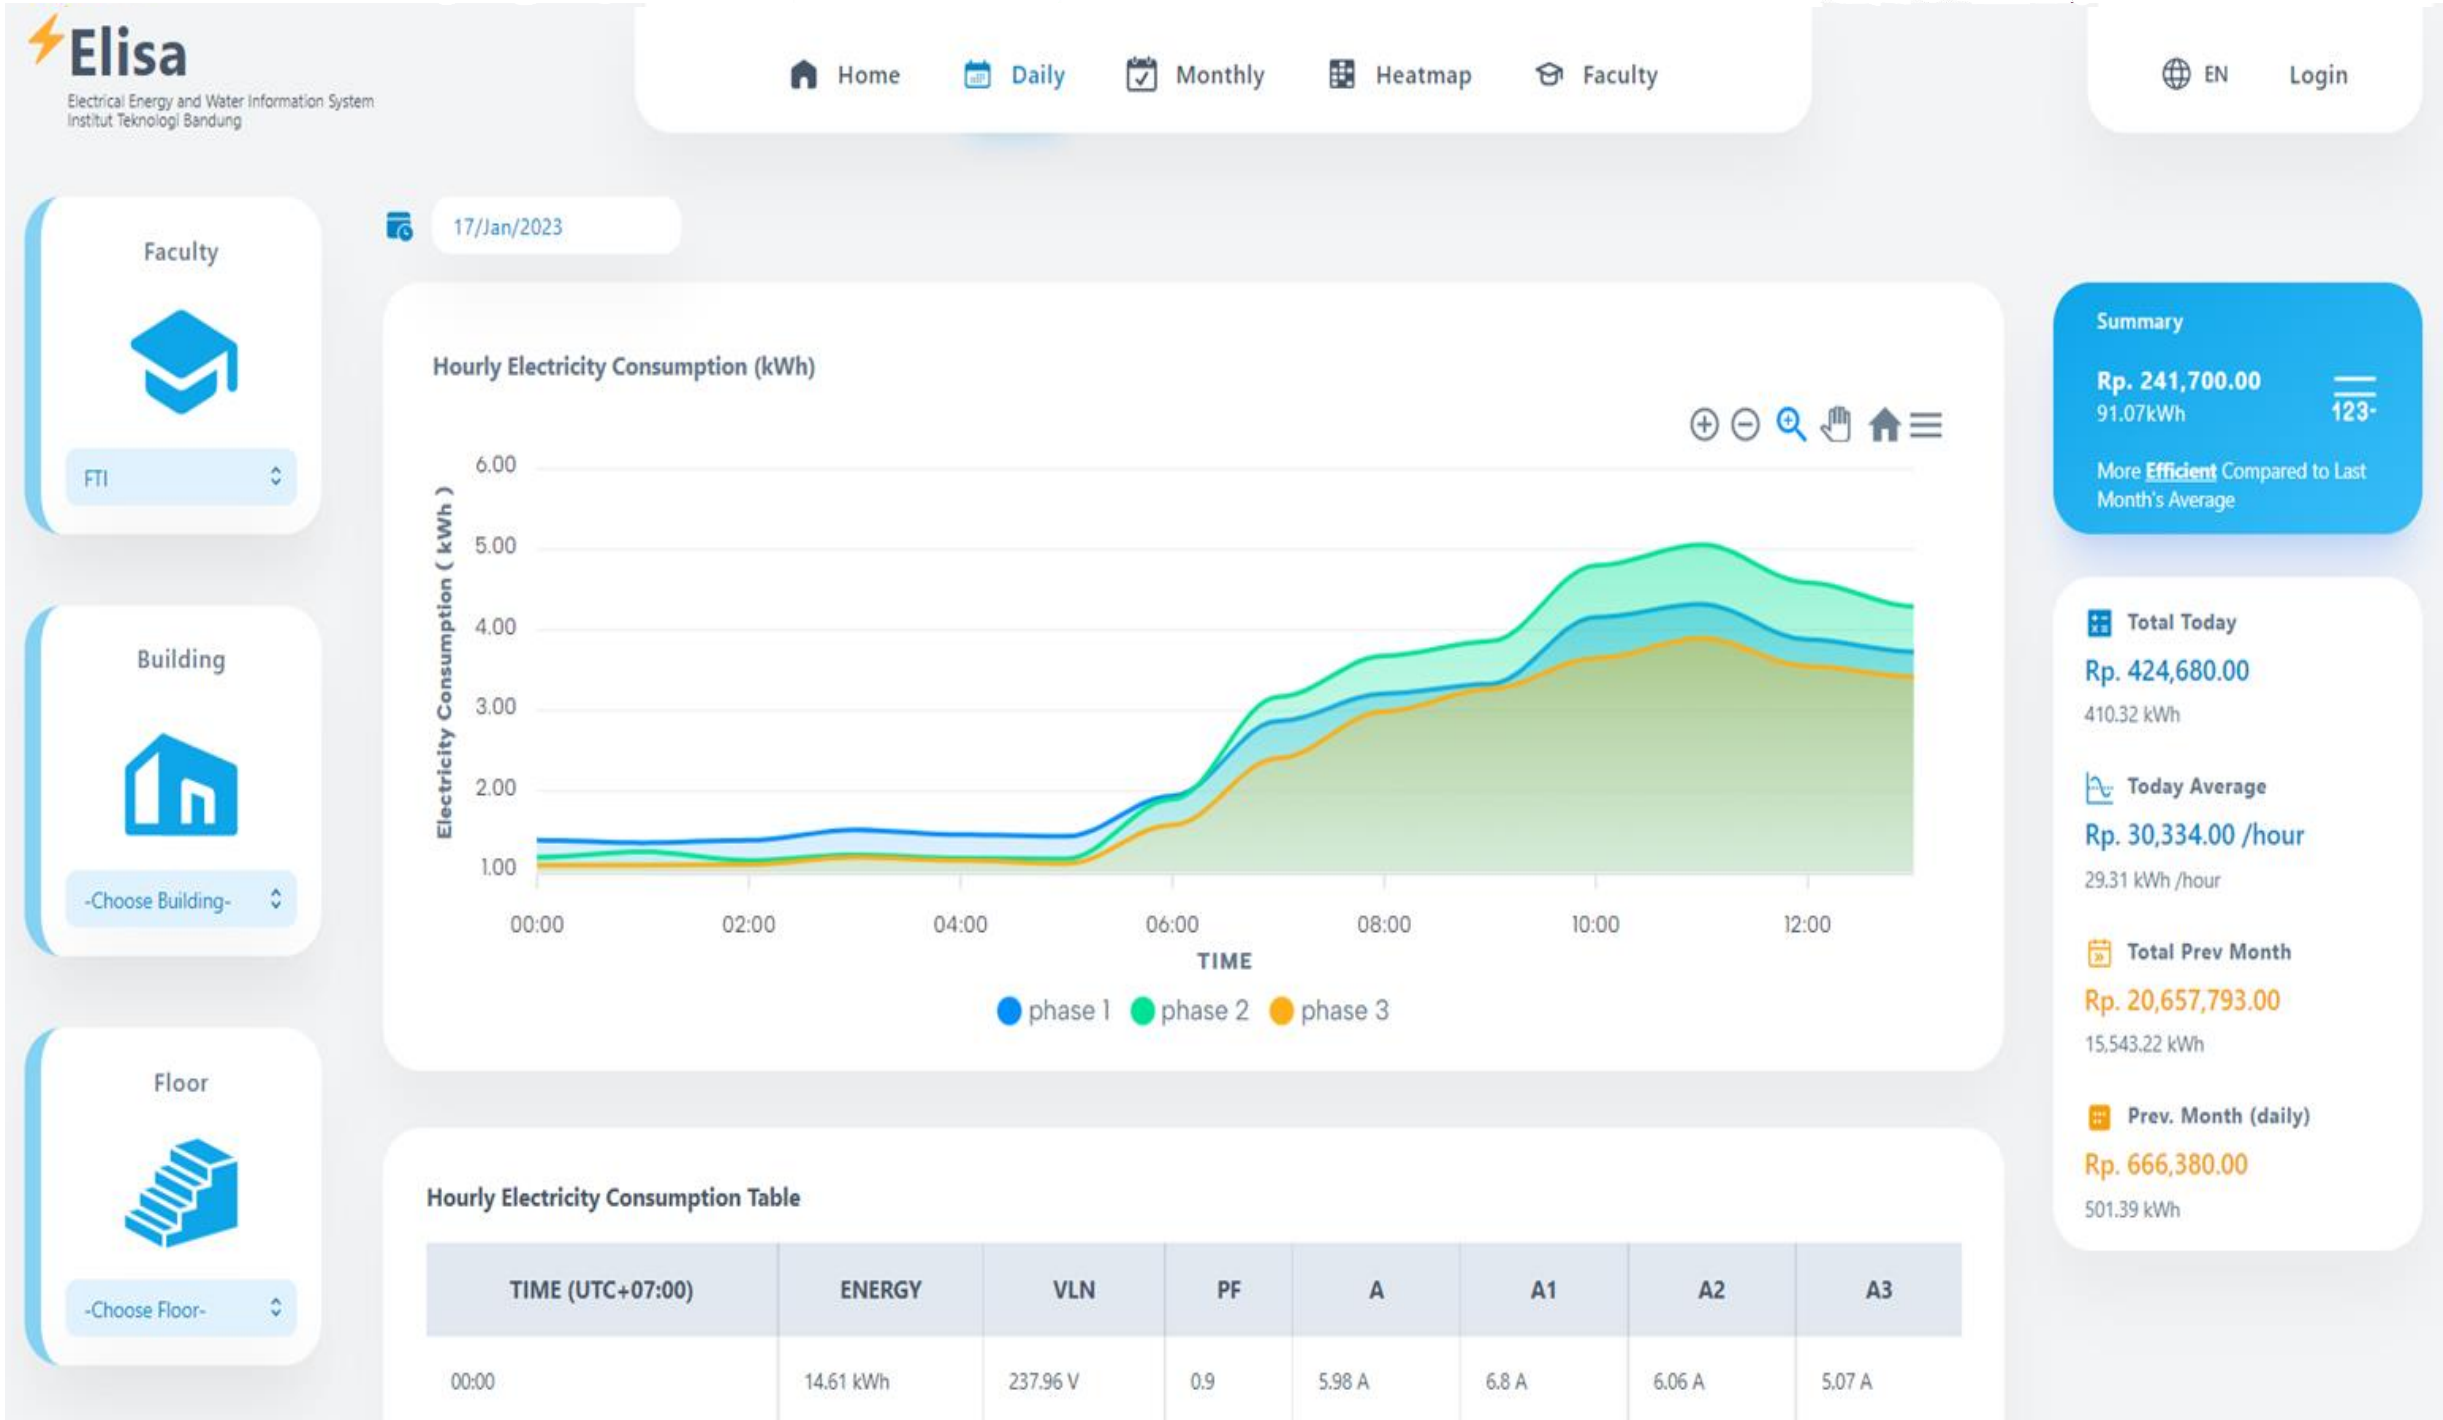 Elisa
Electrical Energy and Water Information System
Institut Teknologi Bandung
Home
Daily
Monthly
Heatmap
Faculty
EN
Login
Faculty
FTI
Building
-Choose Building-
Floor
-Choose Floor-
17/Jan/2023
Hourly Electricity Consumption (kWh)
Electricity Consumption ( kWh )
6.00
5.00
4.00
3.00
2.00
1.00
00:00
02:00
04:00
06:00
08:00
10:00
12:00
TIME
phase 1
phase 2
phase 3
Hourly Electricity Consumption Table
TIME (UTC+07:00) ENERGY VLN PF A A1 A2 A3
00:00 14.61 kWh 237.96 V 0.9 5.98 A 6.8 A 6.06 A 5.07 A
Summary
Rp. 241,700.00
91.07kWh
123-
More Efficient Compared to Last
Month's Average
Total Today
Rp. 424,680.00
410.32 kWh
Today Average
Rp. 30,334.00 /hour
29.31 kWh /hour
Total Prev Month
Rp. 20,657,793.00
15,543.22 kWh
Prev. Month (daily)
Rp. 666,380.00
501.39 kWh